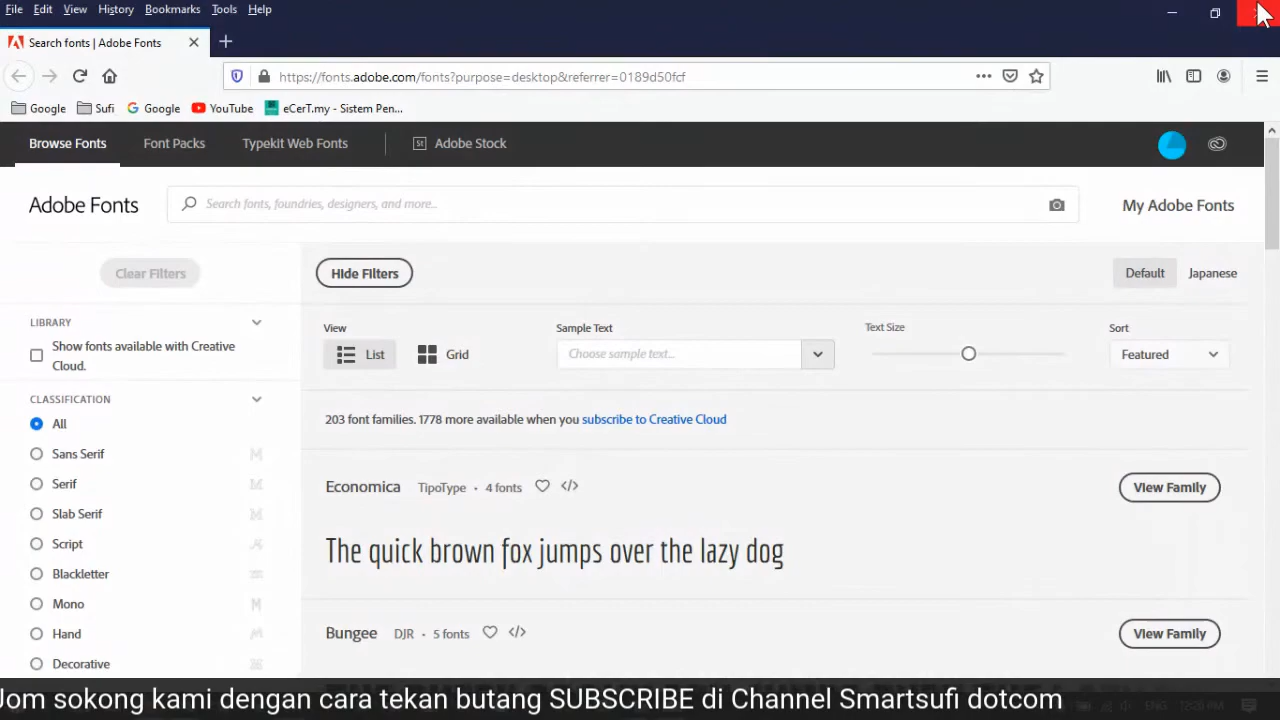 File Edit View History Bookmarks Tools Help
Search fonts | Adobe Fonts
https://fonts.adobe.com/fonts?purpose=desktop&referrer=0189d50fcf
Google Sufi Google YouTube eCerT.my - Sistem Pen...
Browse Fonts Font Packs Typekit Web Fonts St Adobe Stock
Adobe Fonts Search fonts, foundries, designers, and more... My Adobe Fonts
Clear Filters Hide Filters Default Japanese
LIBRARY
Show fonts available with Creative
Cloud.
View Sample Text Text Size Sort
List Grid Choose sample text... Featured
CLASSIFICATION
All
203 font families. 1778 more available when you subscribe to Creative Cloud
Sans Serif
Serif
Economica TipoType • 4 fonts </> View Family
Slab Serif
Script
The quick brown fox jumps over the lazy dog
Blackletter
Mono
Hand
Bungee DJR • 5 fonts </> View Family
Decorative
Jom sokong kami dengan cara tekan butang SUBSCRIBE di Channel Smartsufi dotcom